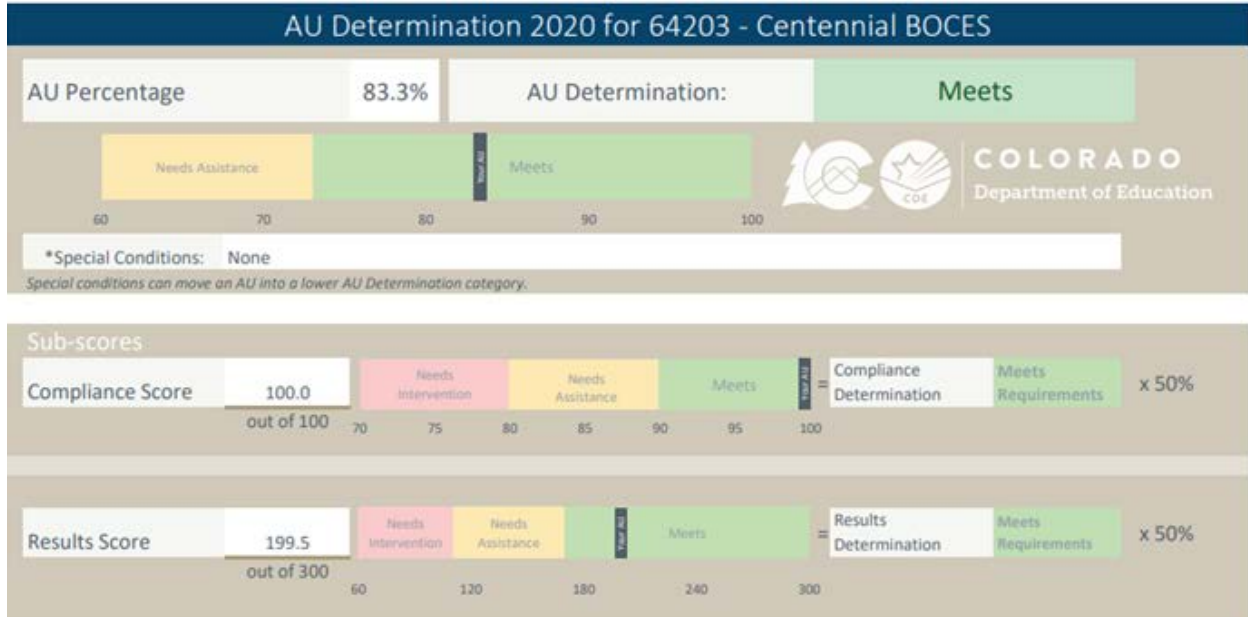 AU Determination 2020 for 64203 - Centennial BOCES
AU Percentage 83.3% AU Determination: Meets
Needs Assistance Your AU Meets
60 70 80 90 100
CDE
COLORADO
Department of Education
*Special Conditions: None
Special conditions can move an AU into a lower AU Determination category.
Sub-scores
Compliance Score 100.0
out of 100
Needs Intervention
Needs Assistance
Meets
Your AU
70 75 80 85 90 95 100
= Compliance Determination
Meets Requirements
x 50%
Results Score 199.5
out of 300
Needs Intervention
Needs Assistance
Your AU
Meets
60 120 180 240 300
= Results Determination
Meets Requirements
x 50%